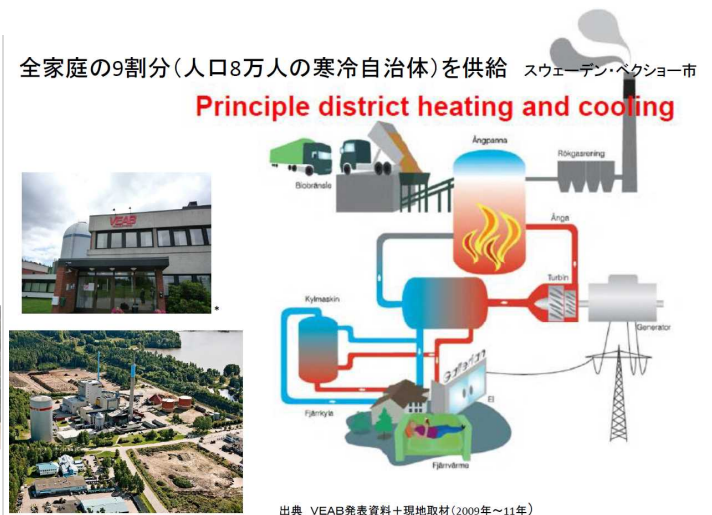 全家庭の9割分（人口8万人の寒冷自治体）を供給 スウェーデン・ベクショー市
Principle district heating and cooling
Ångpanna
Rökgasrening
Biobränsle
Ånga
VEAB
Turbin
Kylmaskin
*
Generator
El
Fjärrkyla
Fjärrvärme
出典 VEAB発表資料＋現地取材（2009年～11年）